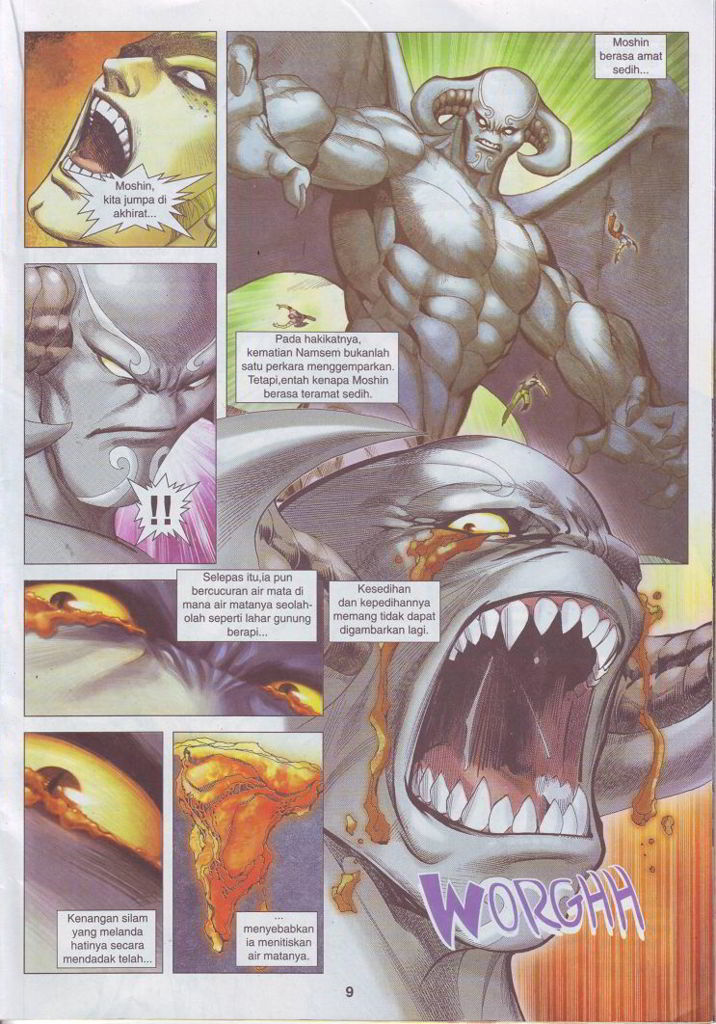 Moshin,
kita jumpa di
akhirat...
Moshin
berasa amat
sedih...
Pada hakikatnya,
kematian Namsem bukanlah
satu perkara menggemparkan.
Tetapi,entah kenapa Moshin
berasa teramat sedih.
!!
Selepas itu,ia pun
bercucuran air mata di
mana air matanya seolah-
olah seperti lahar gunung
berapi...
Kesedihan
dan kepedihannya
memang tidak dapat
digambarkan lagi.
WORGHH
Kenangan silam
yang melanda
hatinya secara
mendadak telah...
...
menyebabkan
ia menitiskan
air matanya.
9